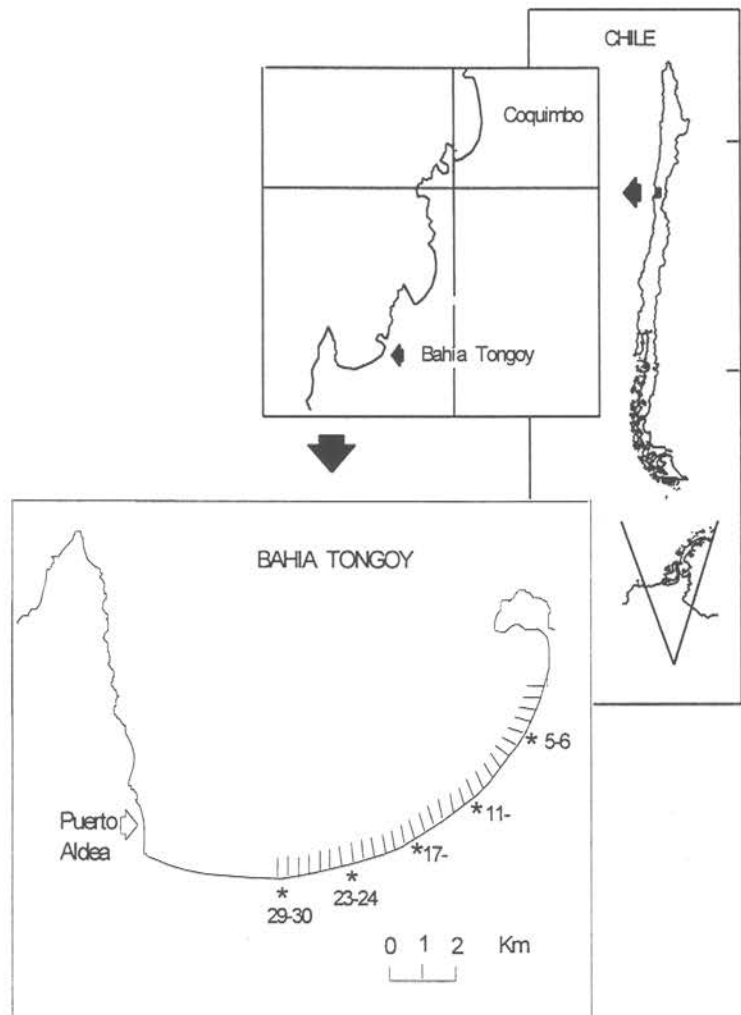 CHILE
Coquimbo
Bahia Tongoy
BAHIA TONGOY
* 5-6
* 11-
* 17-
Puerto
Aldea
*
23-24
*
29-30
0 1 2 Km